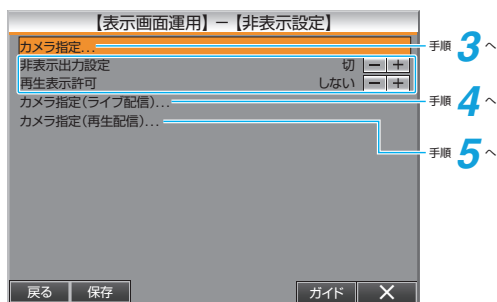 【表示画面運用】－【非表示設定】
カメラ指定... 手順 3 へ
非表示出力設定 切 － ＋
再生表示許可 しない － ＋
カメラ指定(ライブ配信)... 手順 4 へ
カメラ指定(再生配信)...
手順 5 へ
戻る 保存 ガイド ×